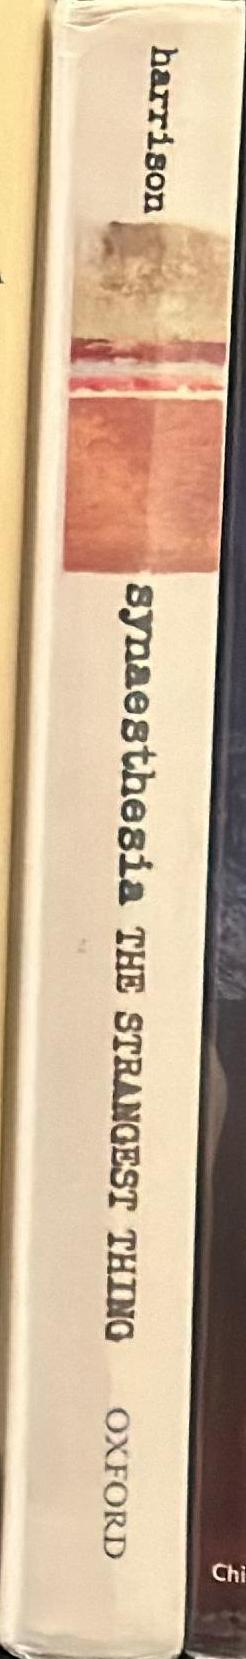 harrison
synaesthesia THE STRANGEST THING
OXFORD
Chi